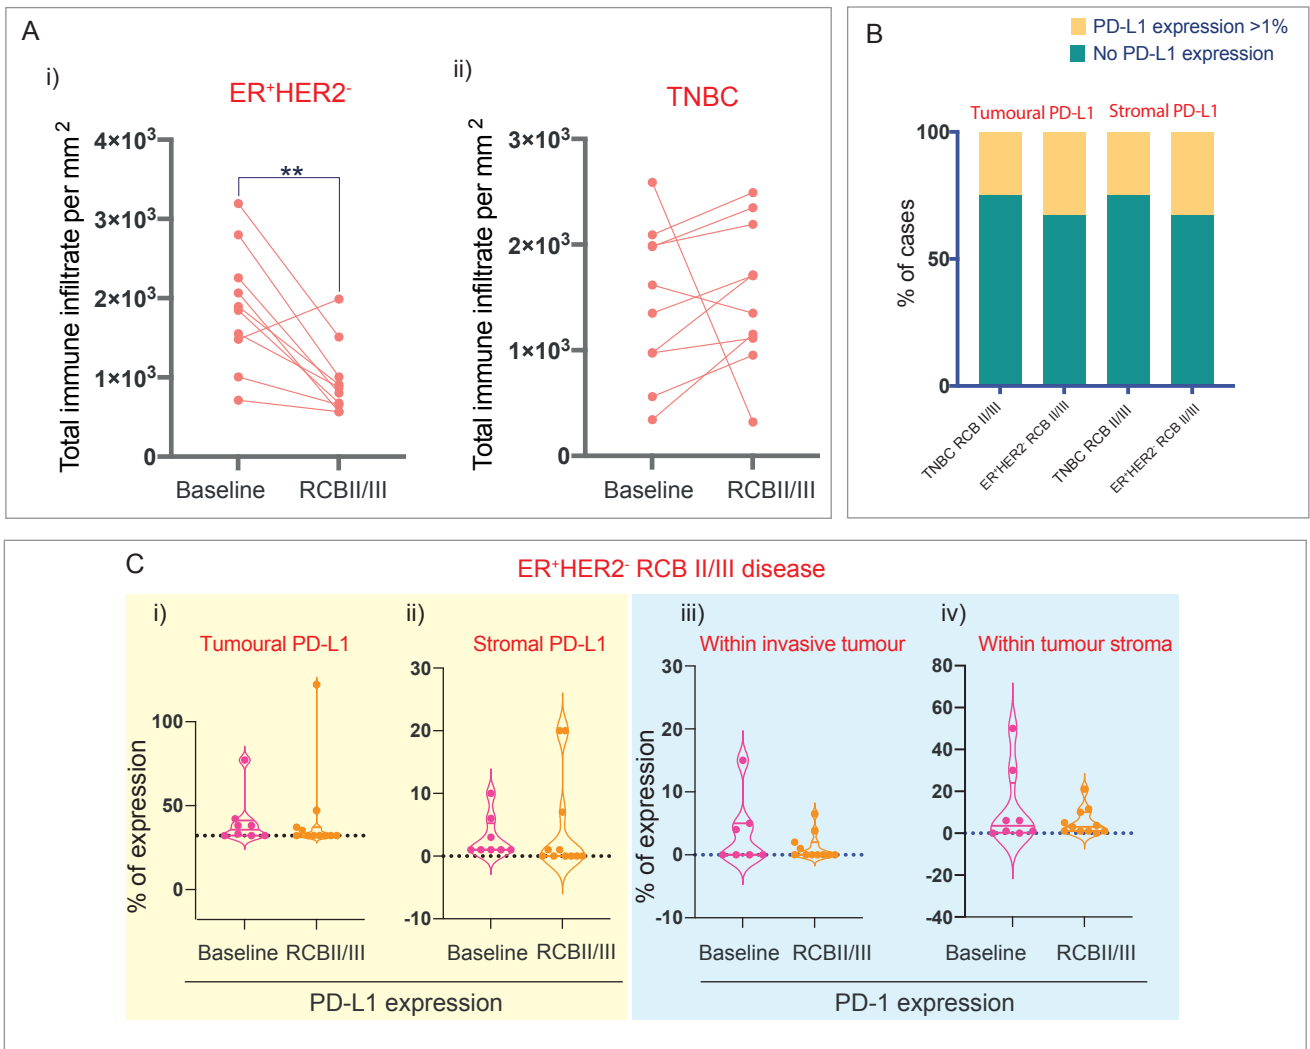 A
i)
ER⁺HER2⁻
Total immune infiltrate per mm²
4×10³
3×10³
2×10³
1×10³
0
**
Baseline
RCBII/III
ii)
TNBC
Total immune infiltrate per mm²
3×10³
2×10³
1×10³
0
Baseline
RCBII/III
B
PD-L1 expression >1%
No PD-L1 expression
Tumoural PD-L1
Stromal PD-L1
% of cases
100
50
0
TNBC RCB II/III
ER⁺HER2⁻ RCB II/III
TNBC RCB II/III
ER⁺HER2⁻ RCB II/III
C
ER⁺HER2⁻ RCB II/III disease
i)
Tumoural PD-L1
% of expression
100
50
0
Baseline
RCBII/III
ii)
Stromal PD-L1
30
20
10
0
-10
Baseline
RCBII/III
PD-L1 expression
iii)
Within invasive tumour
% of expression
30
20
10
0
-10
Baseline
RCBII/III
iv)
Within tumour stroma
80
60
40
20
0
-20
-40
Baseline
RCBII/III
PD-1 expression